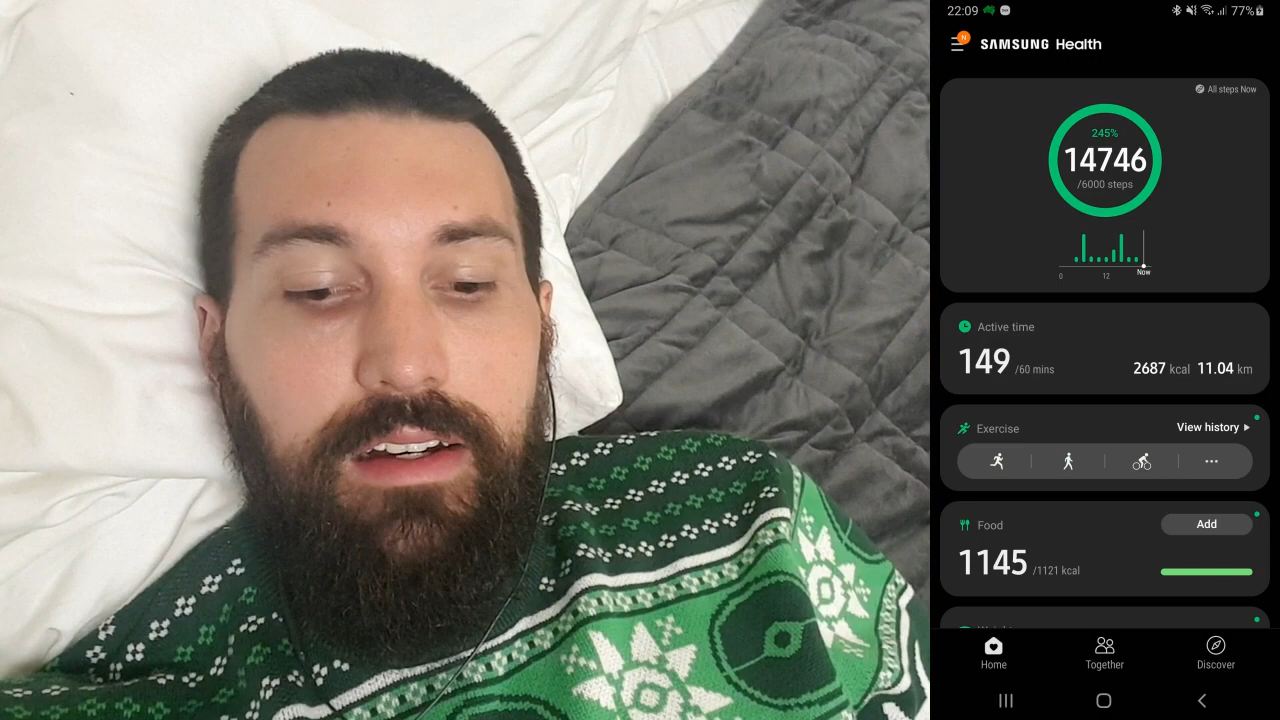 22:09 77%
N
SAMSUNG Health
All steps Now
245%
14746
/6000 steps
Now
0 12
Active time
149 /60 mins 2687 kcal 11.04 km
Exercise View history
Food Add
1145 /1121 kcal
Home Together Discover